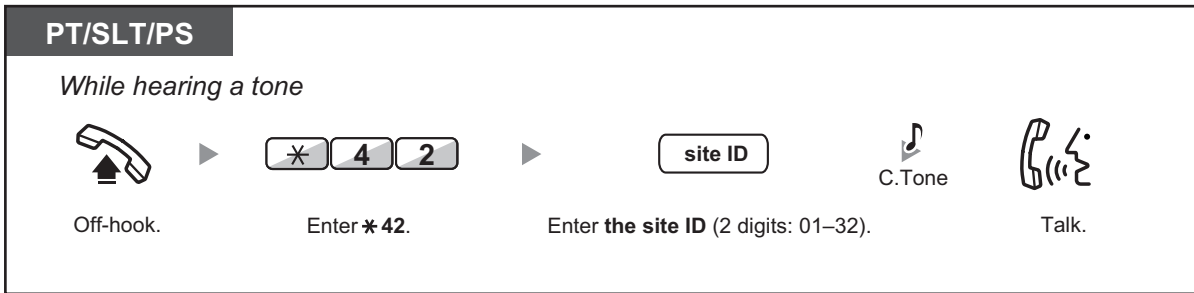 PT/SLT/PS
While hearing a tone
* 4 2
site ID
C.Tone
Off-hook.
Enter *42.
Enter the site ID (2 digits: 01–32).
Talk.